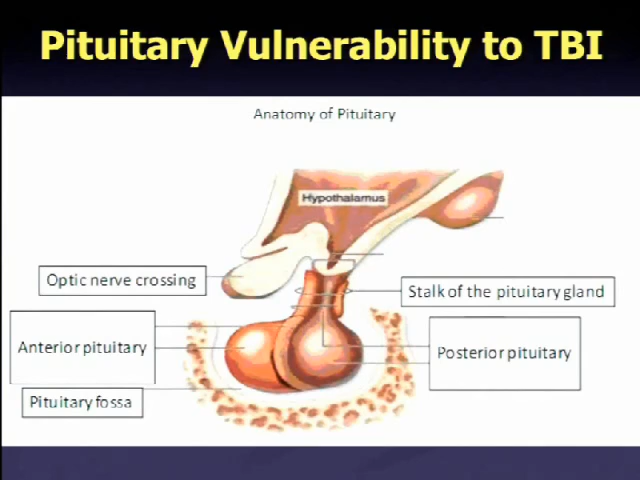 Pituitary Vulnerability to TBI
Anatomy of Pituitary
Hypothalamus
Optic nerve crossing
Stalk of the pituitary gland
Anterior pituitary
Posterior pituitary
Pituitary fossa